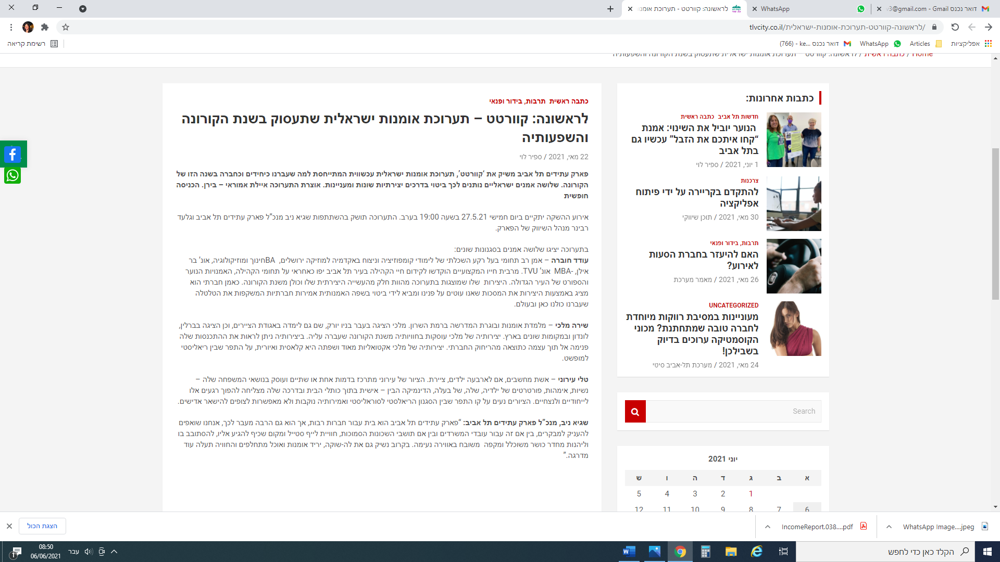 דואר נכנס - Gmail - v3@gmail.com
WhatsApp
לראשונה: קוורטט - תערוכת אומנו
tlvcity.co.il/לראשונה-קוורטט-תערוכת-אומנות-ישראלית/
אפליקציות
Articles
WhatsApp
דואר נכנס (766) - ke...
רשימת קריאה
Home / כתבה ראשית / לראשונה: קוורטט – תערוכת אומנות ישראלית שתעסוק בשנת הקורונה והשפעותיה
כתבות אחרונות:
חדשות תל אביב כתבה ראשית
הנוער יוביל את השינוי: אמנת
“קחו איתכם את הזבל” עכשיו גם
בתל אביב
1 יוני, 2021 / ספיר לוי
צרכנות
להתקדם בקריירה על ידי פיתוח
אפליקציה
30 מאי, 2021 / תוכן שיווקי
תרבות, בידור ופנאי
האם להיעזר בחברת הסעות
לאירוע?
26 מאי, 2021 / מאמר מערכת
UNCATEGORIZED
מעוניינות במסיבת רווקות מיוחדת
לחברה טובה שמתחתנת? מכוני
הקוסמטיקה ערוכים בדיוק
בשבילכן!
24 מאי, 2021 / מערכת תל-אביב סיטי
Search
יוני 2021
א ב ג ד ה ו ש
1 2 3 4 5
6 7 8 9 10 11 12
כתבה ראשית תרבות, בידור ופנאי
לראשונה: קוורטט – תערוכת אומנות ישראלית שתעסוק בשנת הקורונה
והשפעותיה
22 מאי, 2021 / ספיר לוי
פארק עתידים תל אביב משיק את ‘קוורטט’, תערוכת אומנות ישראלית עכשווית המתייחסת למה שעברנו כיחידים וכחברה בשנה הזו של
הקורונה. שלושה אמנים ישראליים נותנים לכך ביטוי בדרכים יצירתיות שונות ומעניינות. אוצרת התערוכה איילת אמוראי – בירן. הכניסה
חופשית
אירוע ההשקה יתקיים ביום חמישי 27.5.21 בשעה 19:00 בערב. התערוכה תושק בהשתתפות שגיא ניב מנכ”ל פארק עתידים תל אביב וגלעד
רבינר מנהל השיווק של הפארק.
בתערוכה יציגו שלושה אמנים בסגנונות שונים:
עודד חוברה – אמן רב תחומי בעל רקע השכלתי של לימודי קומפוזיציה וניצוח באקדמיה למוזיקה ירושלים, BAחינוך ומוזיקולוגיה, אונ’ בר
אילן, -MBA אונ’ TVU. מרבית חייו המקצועיים הוקדשו לקידום חיי הקהילה בעיר תל אביב יפו כאחראי על תחומי הקהילה, האמנויות הנוער
והספורט של העיר הגדולה. היצירות שלו שמוצגות בתערוכה מהוות חלק מהעשייה היצירתית שלו וכולן משנת הקורונה. כאמן חברתי הוא
מציג באמצעות היצירות את המסכות שאנו עוטים על פנינו ומביא לידי ביטוי בשפה האמנותית אמירות חברתיות המשקפות את הטלטלה
שעברנו כולנו כאן ובעולם.
שירה מלכי – מלמדת אומנות ובוגרת המדרשה ברמת השרון. מלכי הציגה בעבר בניו יורק, שם גם לימדה באגודת הציירים, וכן הציגה בברלין,
לונדון ובמקומות שונים בארץ. יצירותיה של מלכי עוסקות בחוויותיה משנת הקורונה שעברה עליה. ביצירותיה ניתן לראות את ההתכנסות שלה
פנימה אל תוך עצמה כתוצאה מהריחוק החברתי. יצירותיה של מלכי אקטואליות מאוד ושפתה היא קלאסית ואיורית, על התפר שבין ריאליסטי
למופשט.
טלי עירוני – אשת מחשבים, אם לארבעה ילדים, ציירת. הציור של עירוני מתרכז בדמות אחת או שתיים ועוסק בנושאי המשפחה שלה –
נשיות, אימהות, פורטרטים של ילדיה, שלה, של בעלה, הדינמיקה הבין – אישית בתוך כותלי הבית ובדרכה שלה מצליחה להפוך רגעים אלו
לייחודיים ולנצחיים. הציורים נעים על קו התפר שבין הסגנון הריאלסטי לסוראליסטי ואמירותיה נוקבות ולא מאפשרות לצופים להישאר אדישים.
שגיא ניב, מנכ”ל פארק עתידים תל אביב: “פארק עתידים תל אביב הוא בית עבור חברות רבות, אך הוא גם הרבה מעבר לכך, אנחנו שואפים
להעניק למבקרים, בין אם זה עבור עובדי המשרדים ובין אם תושבי השכונות הסמוכות, חוויית לייף סטייל ומקום שכיף להגיע אליו, להסתובב בו
וליהנות מחדר כושר משוכלל ומקפה משובח באווירה נעימה. בקרוב נשיק גם את לה-שוקה, יריד אומנות ואוכל מתחלפים והחוויה תעלה עוד
מדרגה.”
WhatsApp Image....jpeg
IncomeReport.038....pdf
הצגת הכול
הקלד כאן כדי לחפש
עבר
08:50
06/06/2021
1